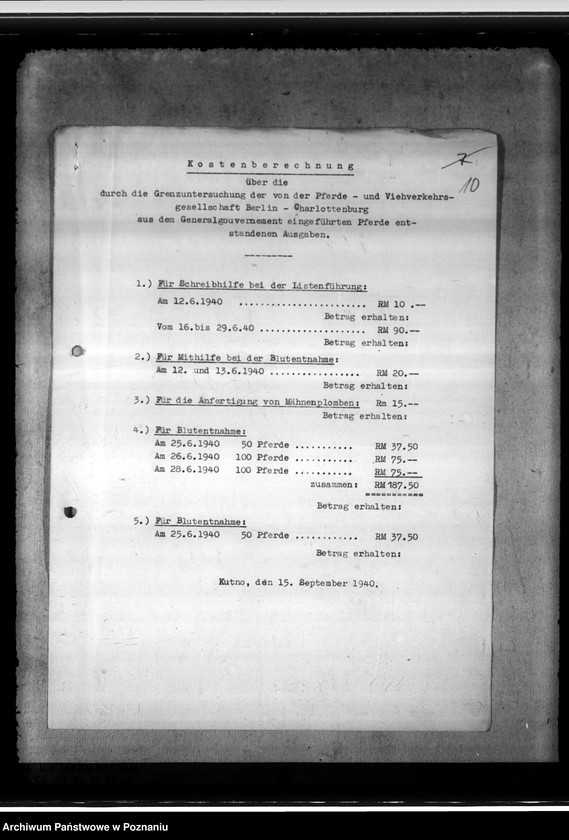 7
10
Kostenberechnung
über die
durch die Grenzuntersuchung der von der Pferde - und Viehverkehrs-
gesellschaft Berlin - Charlottenburg
aus dem Generalgouvernement eingeführten Pferde ent-
standenen Ausgaben.
1.) Für Schreibhilfe bei der Listenführung:
Am 12.6.1940 ....................... RM 10 .--
Betrag erhalten:
Vom 16.bis 29.6.40 .................... RM 90.--
Betrag erhalten:
2.) Für Mithilfe bei der Blutentnahme:
Am 12. und 13.6.1940 ................. RM 20.--
Betrag erhalten:
3.) Für die Anfertigung von Mähnenplomben: Rm 15.--
Betrag erhalten:
4.) Für Blutentnahme:
Am 25.6.1940 50 Pferde ........... RM 37.50
Am 26.6.1940 100 Pferde ........... RM 75.--
Am 28.6.1940 100 Pferde ........... RM 75.--
zusammen: RM 187.50
===========
Betrag erhalten:
5.) Für Blutentnahme:
Am 25.6.1940 50 Pferde ............ RM 37.50
Betrag erhalten:
Kutno, den 15. September 1940.
Archiwum Państwowe w Poznaniu